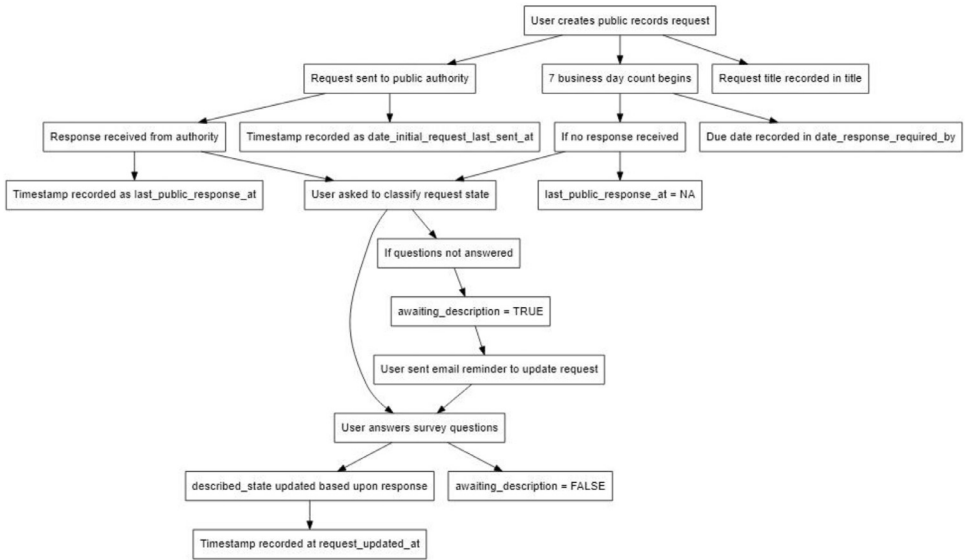 User creates public records request
Request sent to public authority
7 business day count begins
Request title recorded in title
Response received from authority
Timestamp recorded as date_initial_request_last_sent_at
If no response received
Due date recorded in date_response_required_by
Timestamp recorded as last_public_response_at
User asked to classify request state
last_public_response_at = NA
If questions not answered
awaiting_description = TRUE
User sent email reminder to update request
User answers survey questions
described_state updated based upon response
awaiting_description = FALSE
Timestamp recorded at request_updated_at